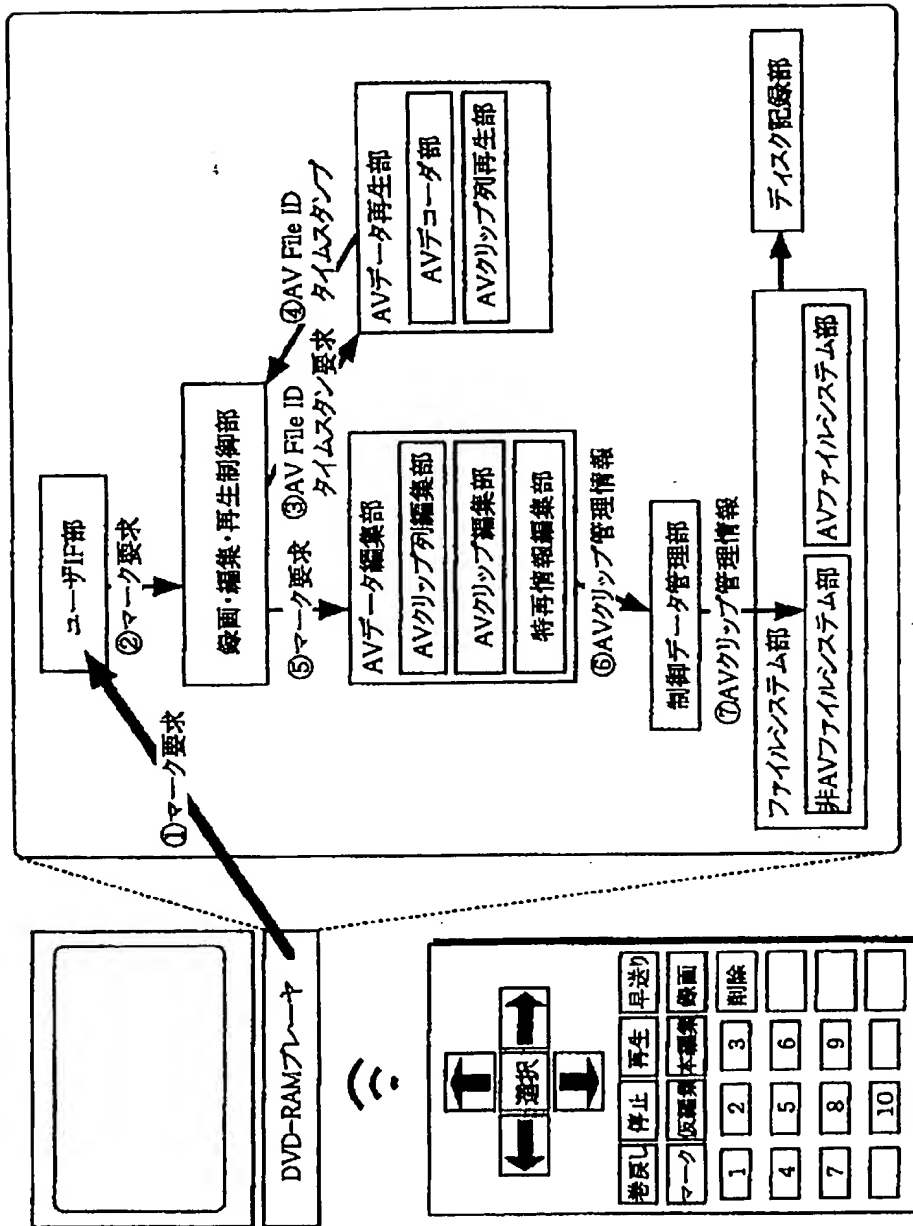 DVD-RAMプレーヤ
選択
巻戻し 停止 再生 早送り
マーク 仮編集 本編集 録画
1 2 3 削除
4 5 6
7 8 9
10
①マーク要求
ユーザIF部
②マーク要求
録画・編集・再生制御部
③AV File ID
タイムスタン要求
④AV File ID
タイムスタンプ
AVデータ再生部
AVデコーダ部
AVクリップ列再生部
⑤マーク要求
AVデータ編集部
AVクリップ列編集部
AVクリップ編集部
特再情報編集部
⑥AVクリップ管理情報
制御データ管理部
⑦AVクリップ管理情報
ファイルシステム部
非AVファイルシステム部
AVファイルシステム部
ディスク記録部